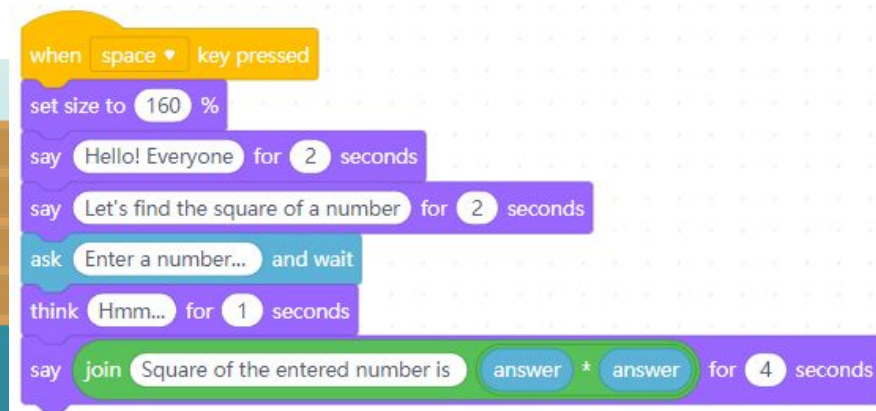 when space ▾ key pressed
set size to 160 %
say Hello! Everyone for 2 seconds
say Let's find the square of a number for 2 seconds
ask Enter a number... and wait
think Hmm... for 1 seconds
say join Square of the entered number is answer * answer for 4 seconds